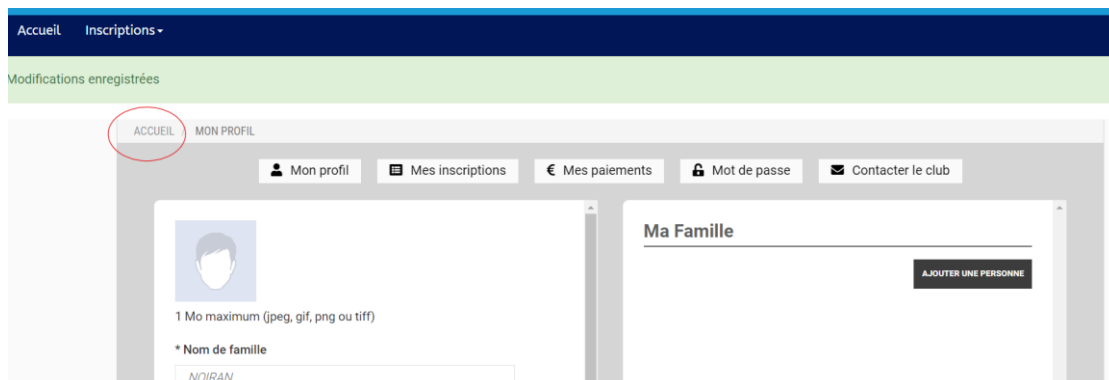 Accueil Inscriptions
Modifications enregistrées
ACCUEIL / MON PROFIL
Mon profil Mes inscriptions € Mes paiements Mot de passe Contacter le club
Ma Famille
AJOUTER UNE PERSONNE
1 Mo maximum (jpeg, gif, png ou tiff)
* Nom de famille
NOIRAN